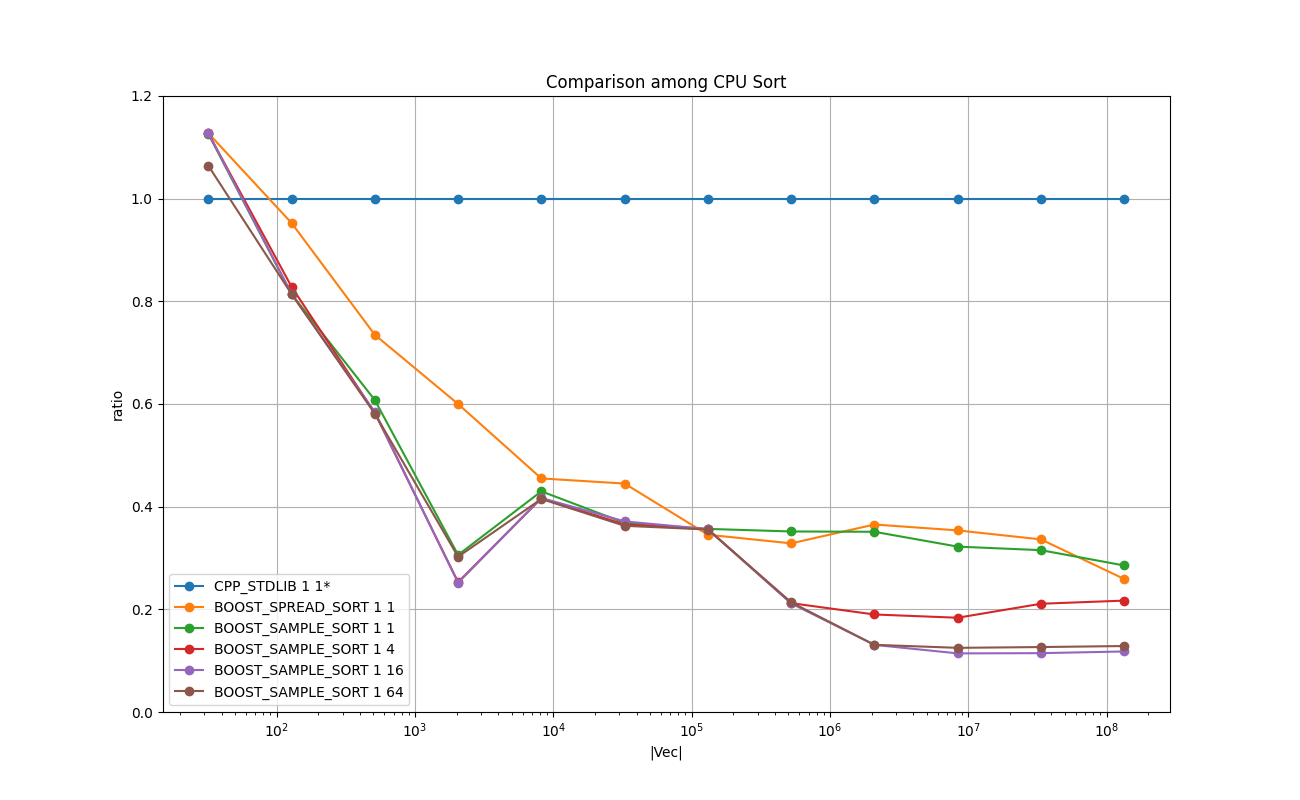 Comparison among CPU Sort
1.2
1.0
0.8
0.6
0.4
0.2
0.0
ratio
CPP_STDLIB 1 1*
BOOST_SPREAD_SORT 1 1
BOOST_SAMPLE_SORT 1 1
BOOST_SAMPLE_SORT 1 4
BOOST_SAMPLE_SORT 1 16
BOOST_SAMPLE_SORT 1 64
10² 10³ 10⁴ 10⁵ 10⁶ 10⁷ 10⁸
|Vec|